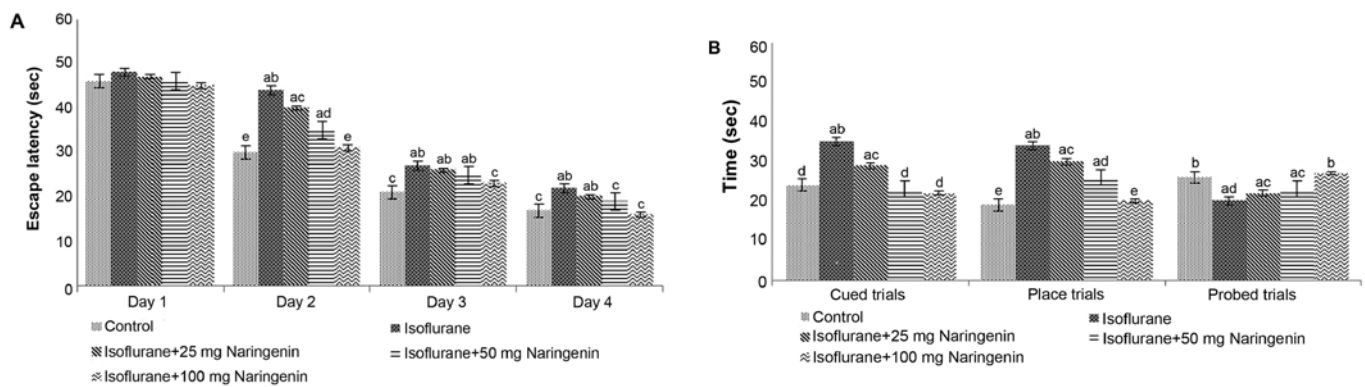 A
Escape latency (sec)
60
50
40
30
20
10
0
e ab ac ad e
c ab ab ab c
c ab ab c c
Day 1 Day 2 Day 3 Day 4
Control Isoflurane
Isoflurane+25 mg Naringenin Isoflurane+50 mg Naringenin
Isoflurane+100 mg Naringenin
B
Time (sec)
60
50
40
30
20
10
0
d ab ac d d
e ab ac ad e
b ad ac ac b
Cued trials Place trials Probed trials
Control Isoflurane
Isoflurane+25 mg Naringenin Isoflurane+50 mg Naringenin
Isoflurane+100 mg Naringenin